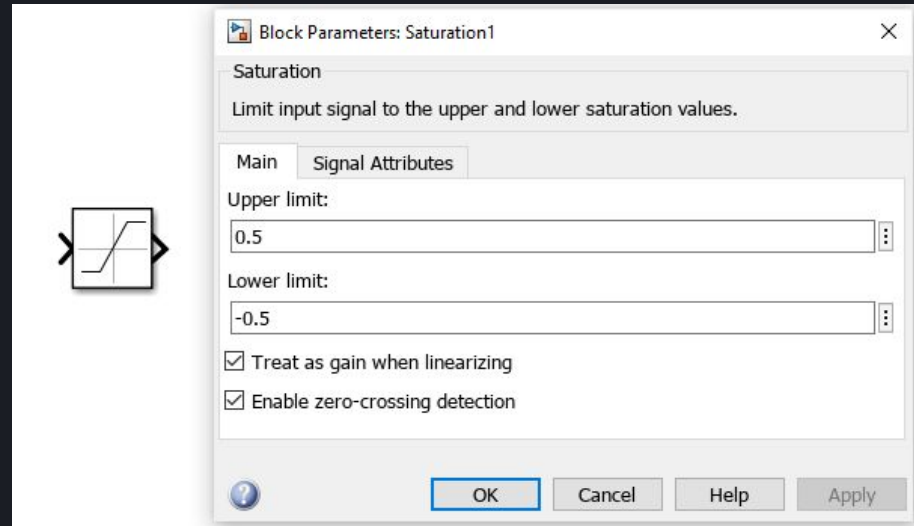 Block Parameters: Saturation1
Saturation
Limit input signal to the upper and lower saturation values.
Main Signal Attributes
Upper limit:
0.5
Lower limit:
-0.5
Treat as gain when linearizing
Enable zero-crossing detection
? OK Cancel Help Apply